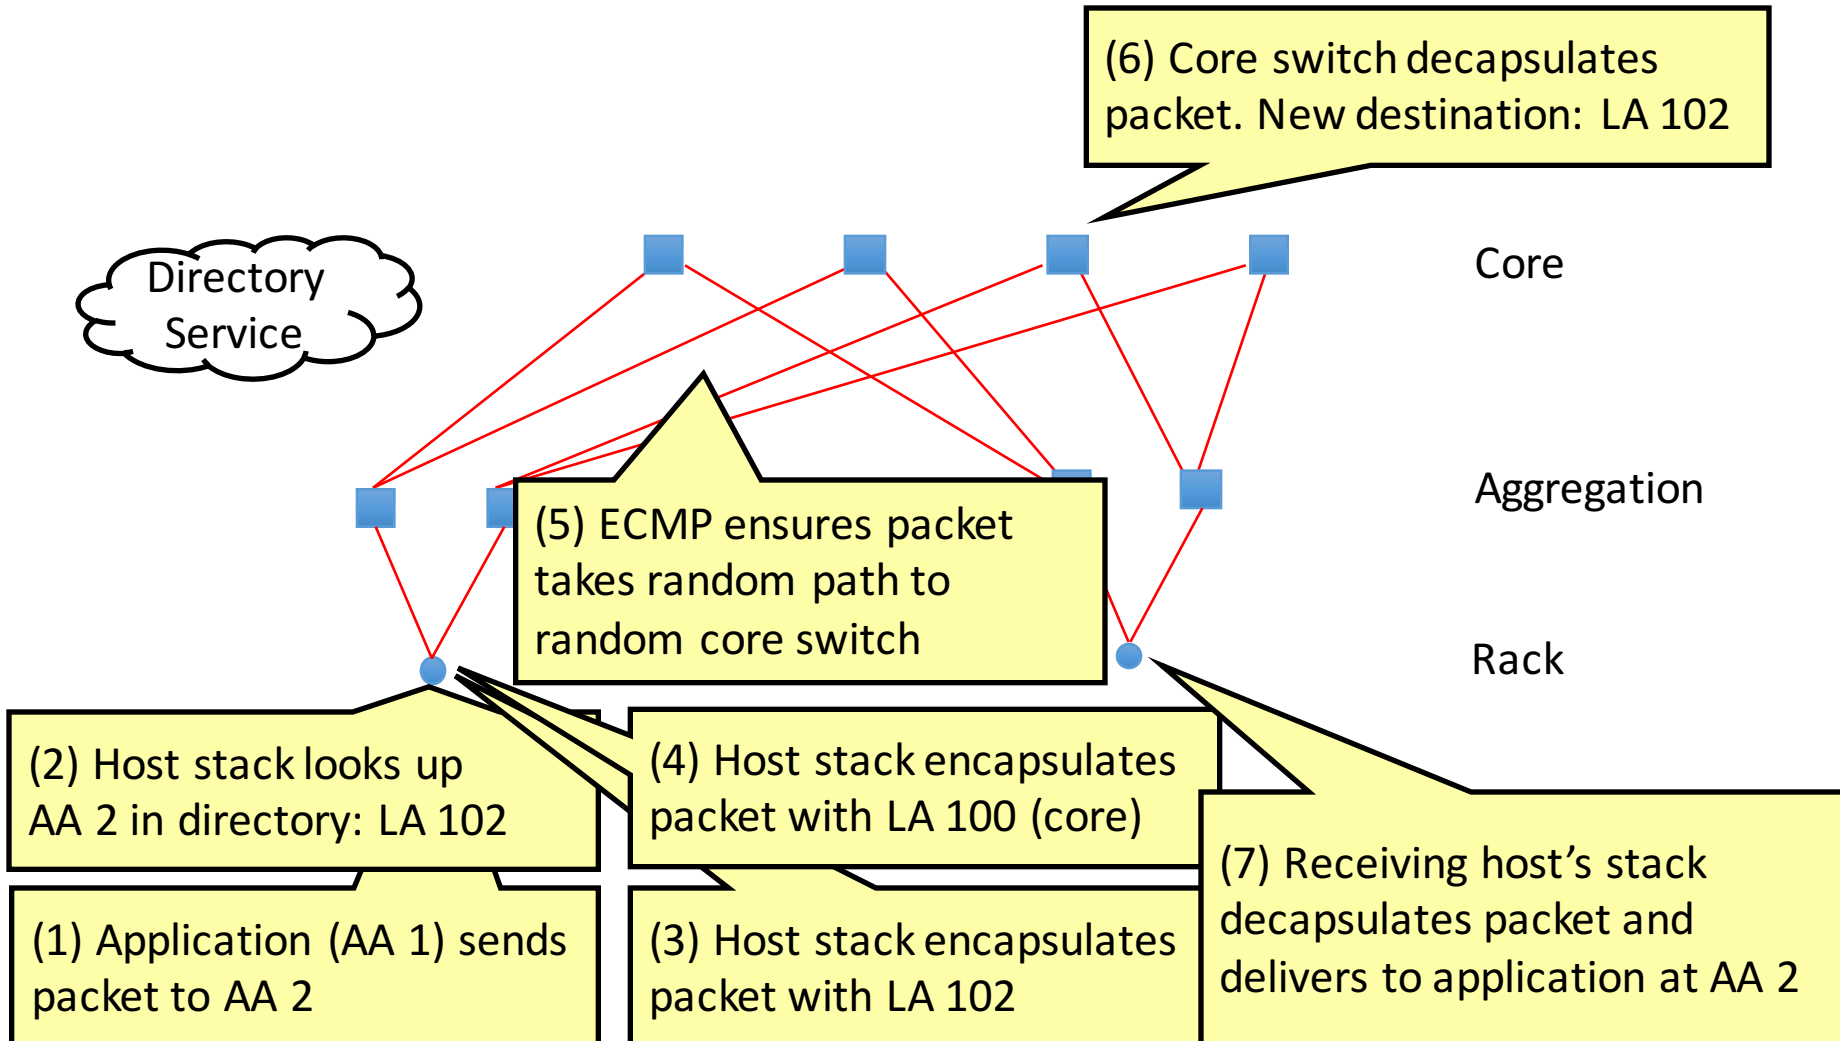 (6) Core switch decapsulates
packet. New destination: LA 102
Directory
Service
Core
Aggregation
(5) ECMP ensures packet
takes random path to
random core switch
Rack
(2) Host stack looks up
AA 2 in directory: LA 102
(4) Host stack encapsulates
packet with LA 100 (core)
(1) Application (AA 1) sends
packet to AA 2
(3) Host stack encapsulates
packet with LA 102
(7) Receiving host’s stack
decapsulates packet and
delivers to application at AA 2